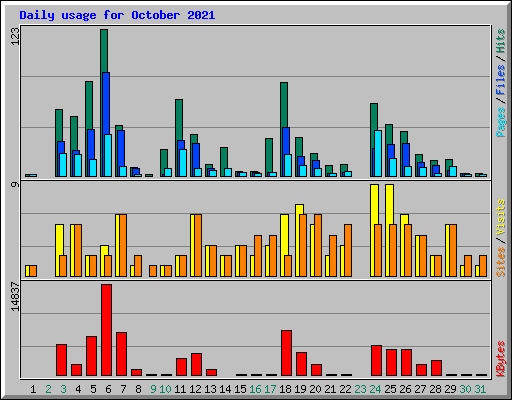 Daily usage for October 2021
123
Pages / Files / Hits
9
Sites / Visits
14837
KBytes
1 2 3 4 5 6 7 8 9 10 11 12 13 14 15 16 17 18 19 20 21 22 23 24 25 26 27 28 29 30 31